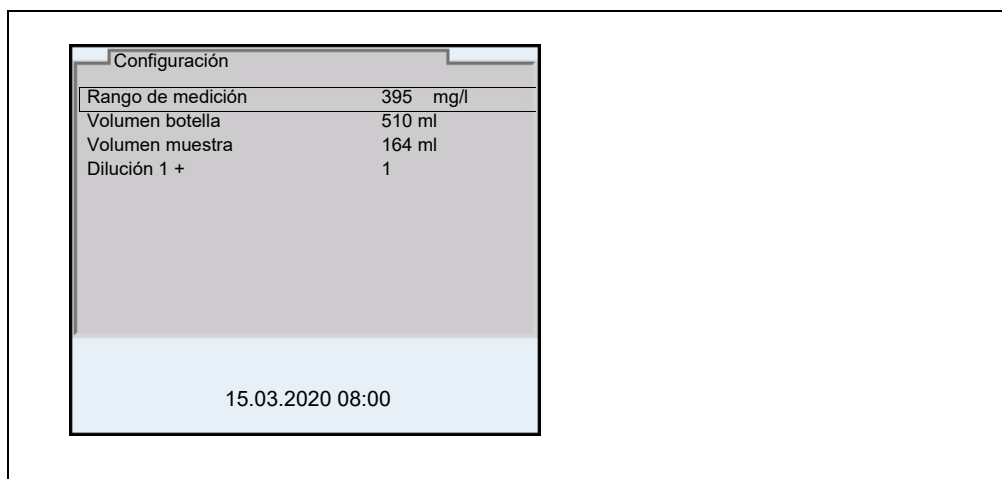 Configuración
Rango de medición 395 mg/l
Volumen botella 510 ml
Volumen muestra 164 ml
Dilución 1 + 1
15.03.2020 08:00